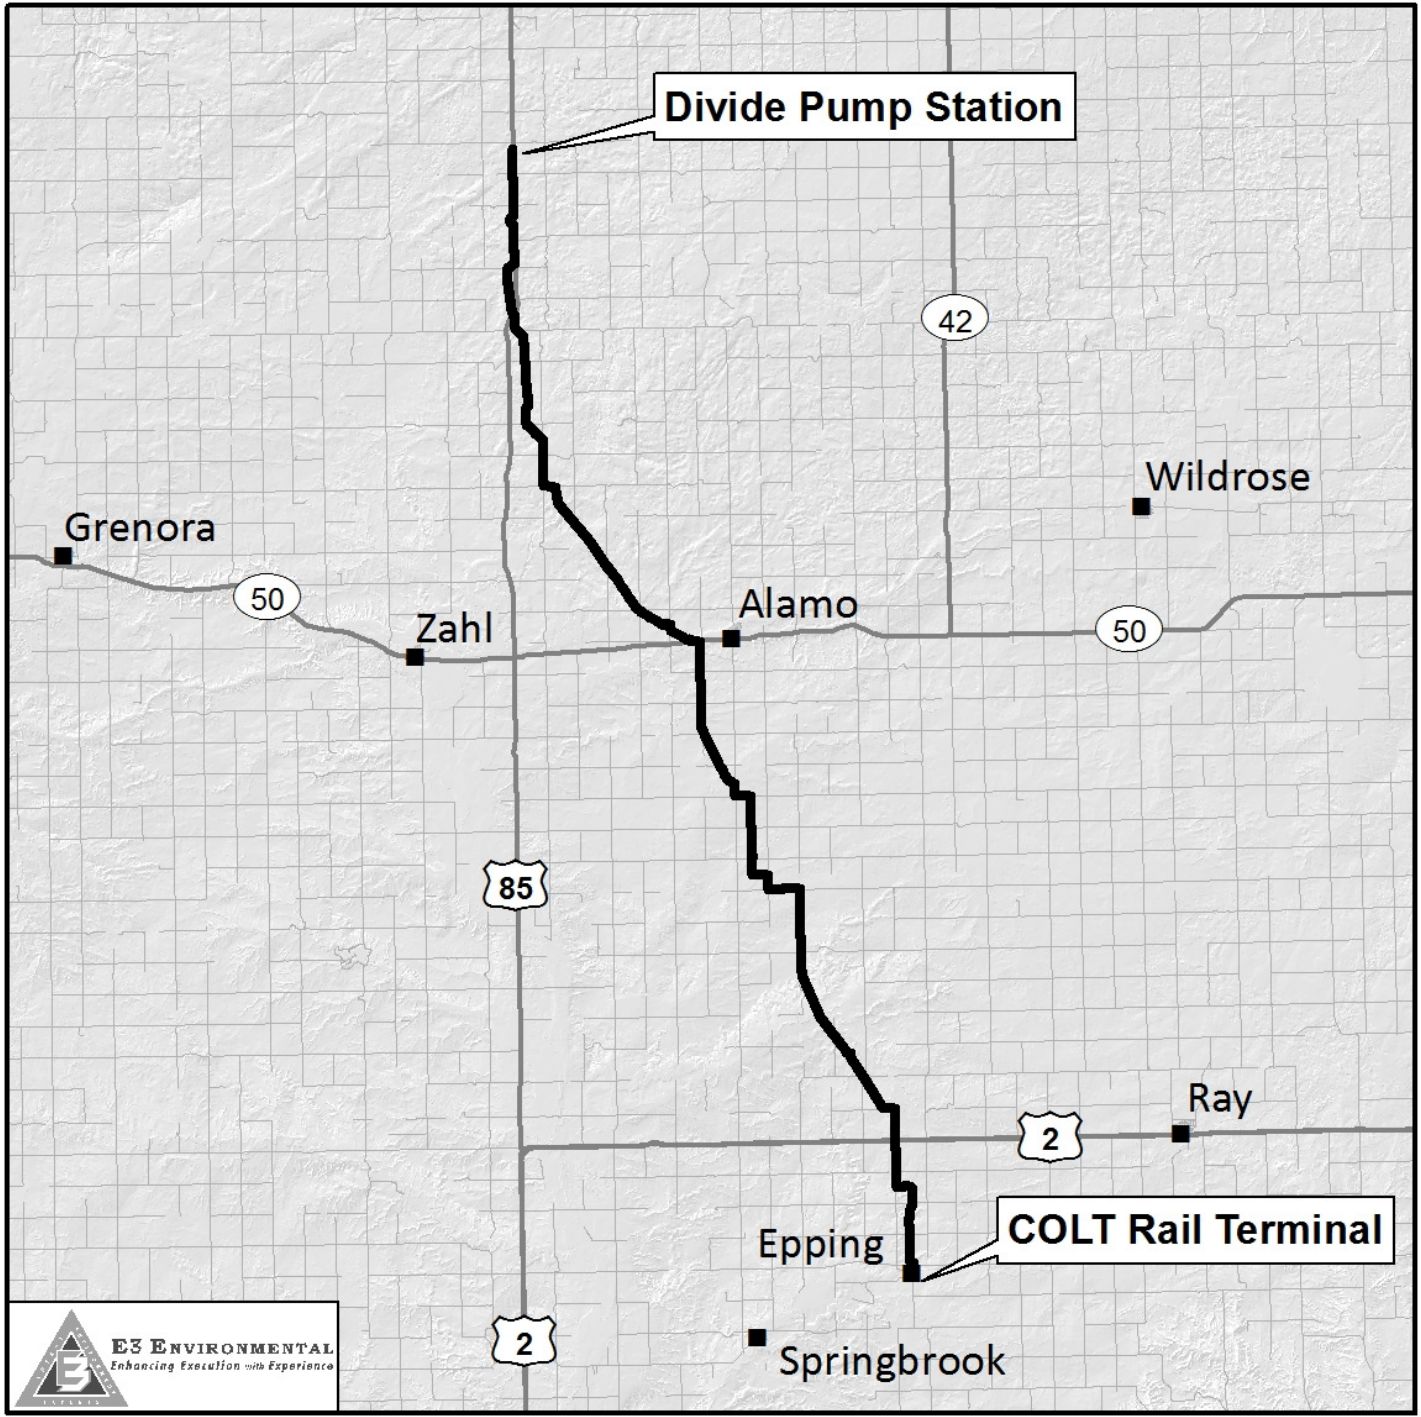 Divide Pump Station
42
Wildrose
Grenora
50
Alamo
Zahl
50
85
Ray
2
COLT Rail Terminal
Epping
2
Springbrook
E3
E3 ENVIRONMENTAL
Enhancing Execution with Experience